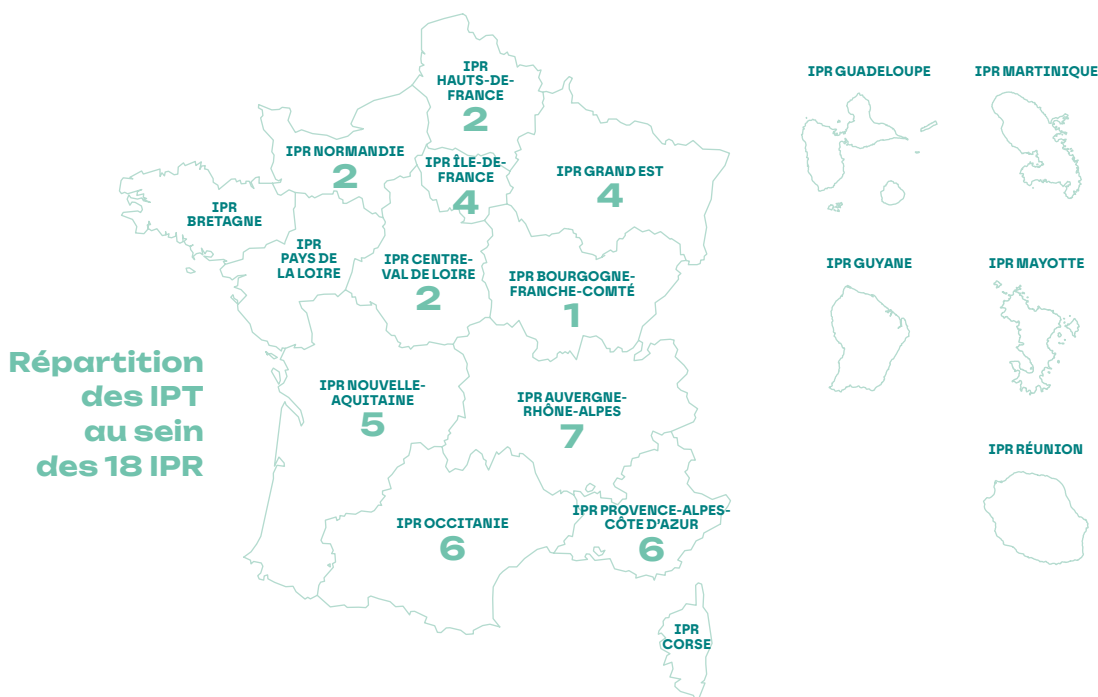 Répartition
des IPT
au sein
des 18 IPR
IPR
HAUTS-DE-
FRANCE
2
IPR NORMANDIE
2
IPR ÎLE-DE-
FRANCE
4
IPR GRAND EST
4
IPR
BRETAGNE
IPR
PAYS DE
LA LOIRE
IPR CENTRE-
VAL DE LOIRE
2
IPR BOURGOGNE-
FRANCHE-COMTÉ
1
IPR NOUVELLE-
AQUITAINE
5
IPR AUVERGNE-
RHÔNE-ALPES
7
IPR OCCITANIE
6
IPR PROVENCE-ALPES-
CÔTE D'AZUR
6
IPR
CORSE
IPR GUADELOUPE
IPR MARTINIQUE
IPR GUYANE
IPR MAYOTTE
IPR RÉUNION